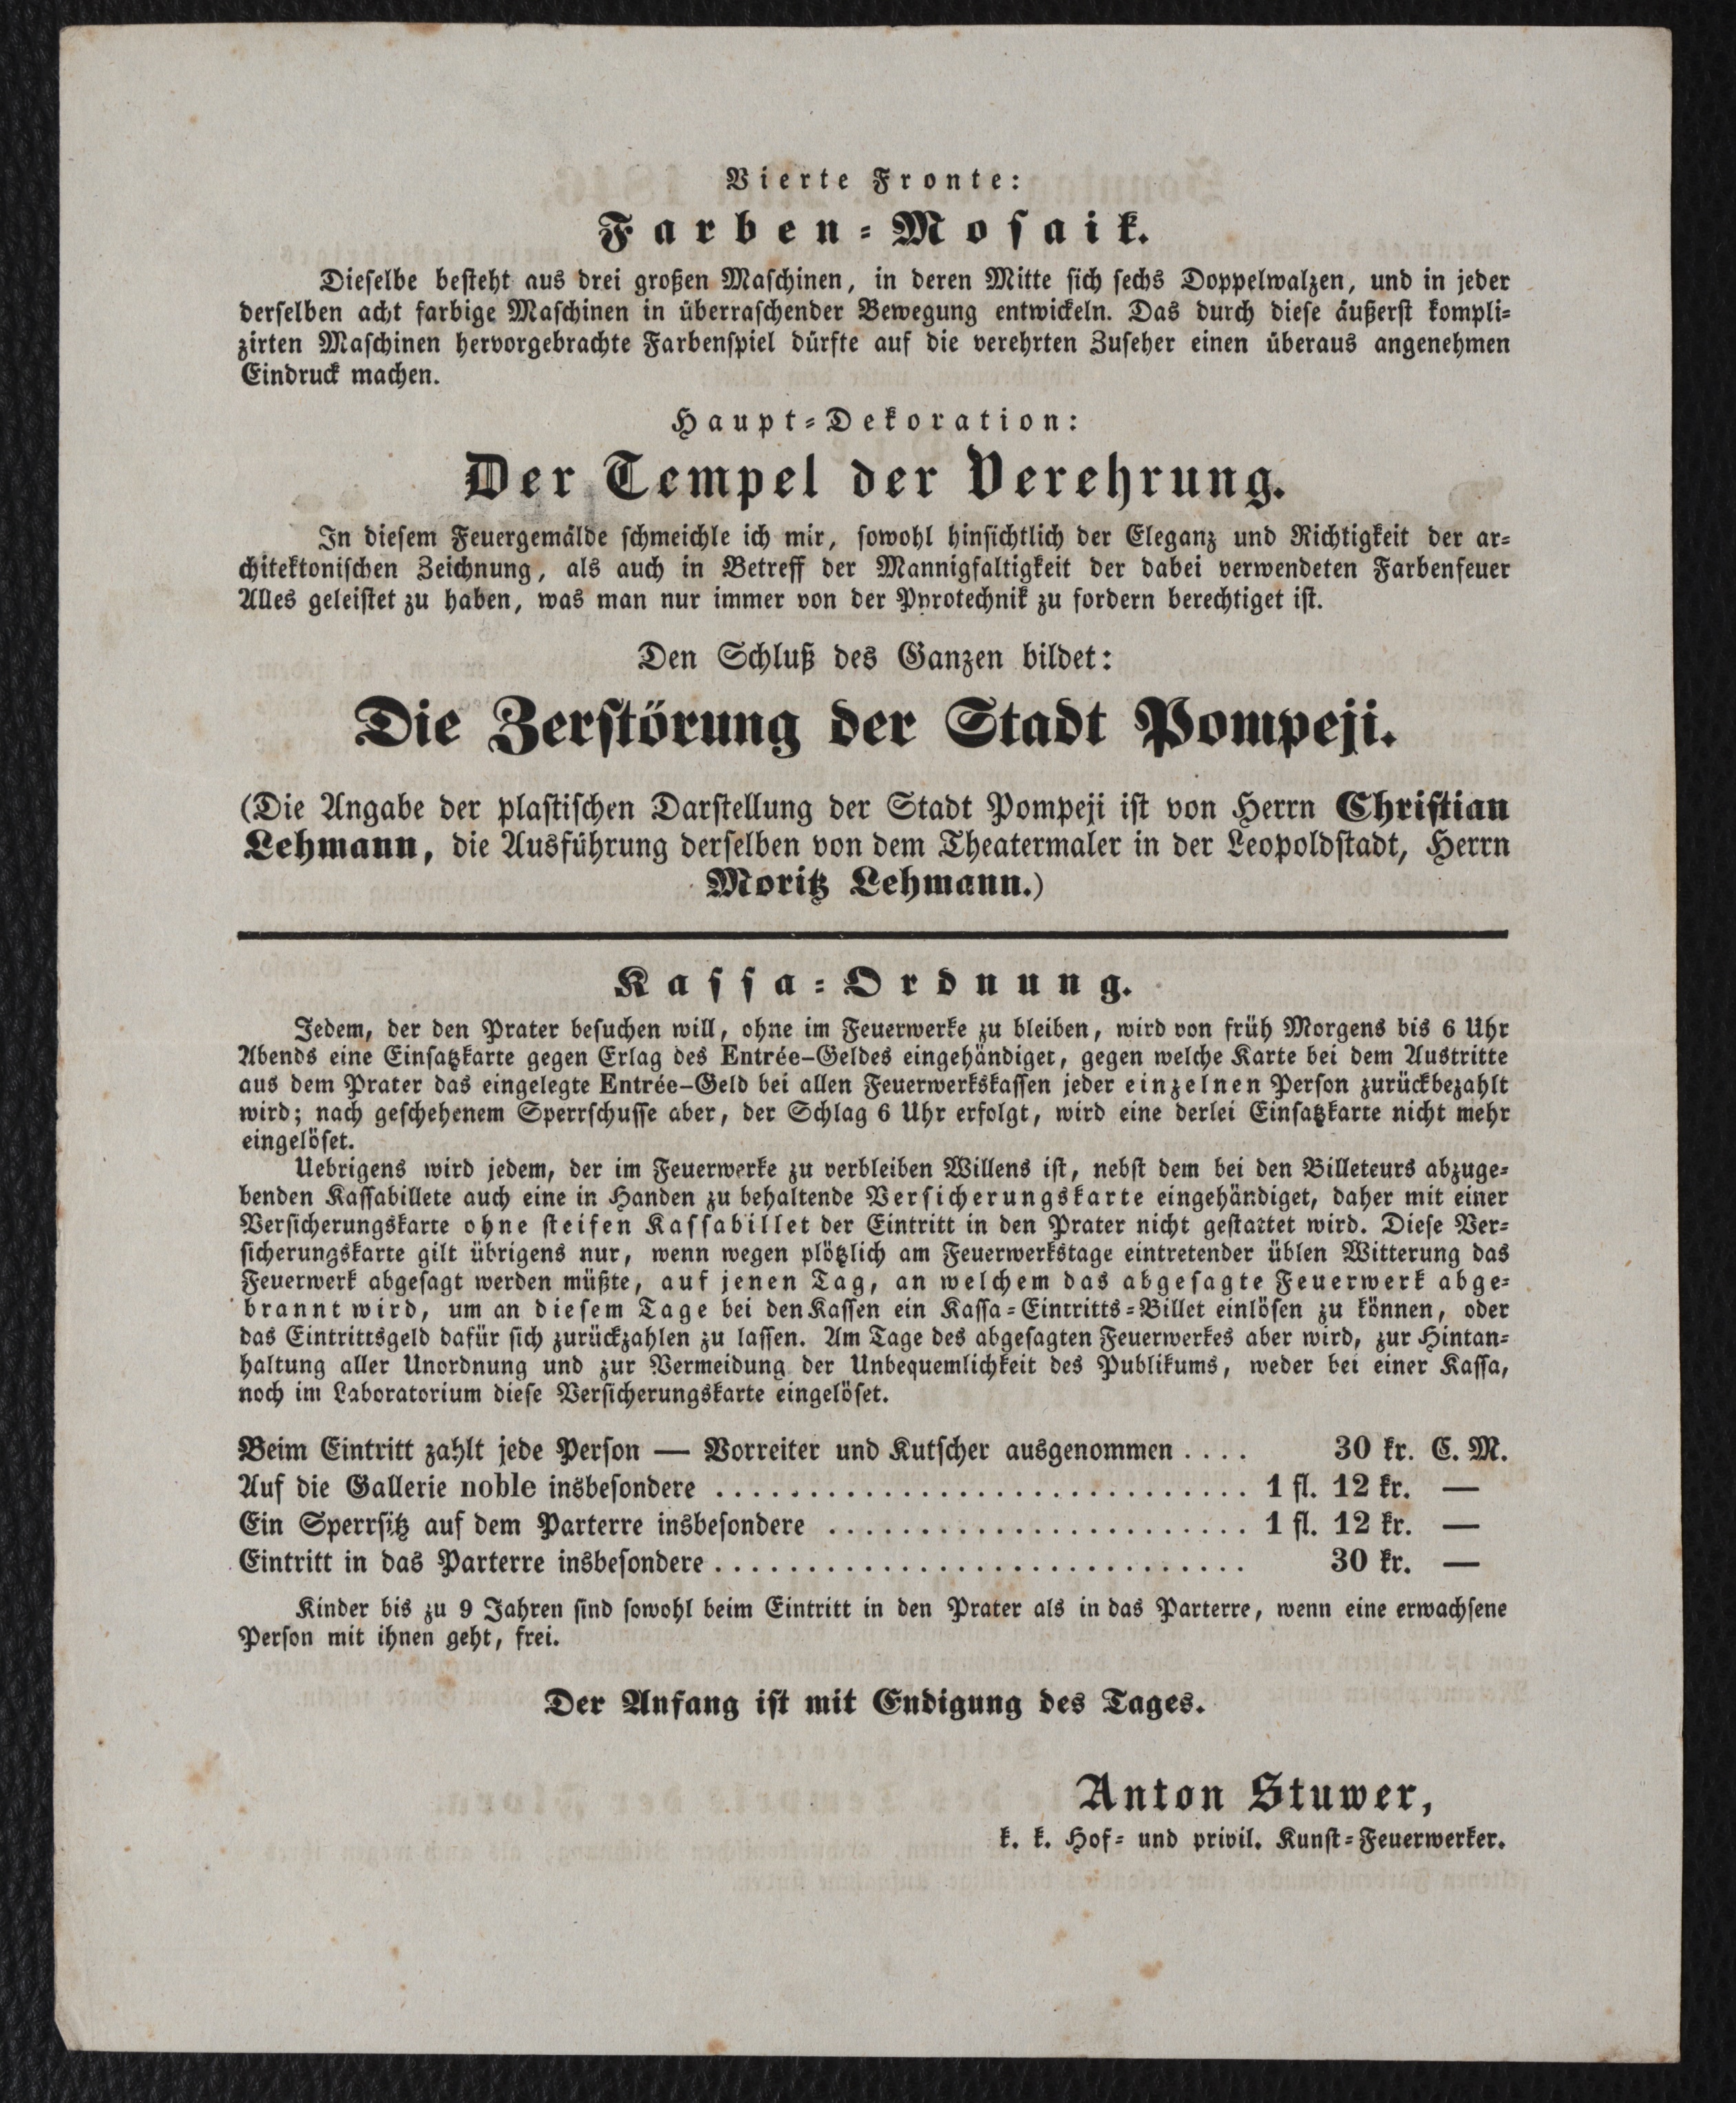 Vierte Fronte:
Farben-Mosaik.
Dieselbe besteht aus drei großen Maschinen, in deren Mitte sich sechs Doppelwalzen, und in jeder
derselben acht farbige Maschinen in überraschender Bewegung entwickeln. Das durch diese äußerst kompli-
zirten Maschinen hervorgebrachte Farbenspiel dürfte auf die verehrten Zuseher einen überaus angenehmen
Eindruck machen.
Haupt-Dekoration:
Der Tempel der Verehrung.
In diesem Feuergemälde schmeichle ich mir, sowohl hinsichtlich der Eleganz und Richtigkeit der ar-
chitektonischen Zeichnung, als auch in Betreff der Mannigfaltigkeit der dabei verwendeten Farbenfeuer
Alles geleistet zu haben, was man nur immer von der Pyrotechnik zu fordern berechtiget ist.
Den Schluß des Ganzen bildet:
Die Zerstörung der Stadt Pompeji.
(Die Angabe der plastischen Darstellung der Stadt Pompeji ist von Herrn Christian
Lehmann, die Ausführung derselben von dem Theatermaler in der Leopoldstadt, Herrn
Moritz Lehmann.)
Kassa-Ordnung.
Jedem, der den Prater besuchen will, ohne im Feuerwerke zu bleiben, wird von früh Morgens bis 6 Uhr
Abends eine Einsatzkarte gegen Erlag des Entrée-Geldes eingehändiget, gegen welche Karte bei dem Austritte
aus dem Prater das eingelegte Entrée-Geld bei allen Feuerwerkskassen jeder einzelnen Person zurückbezahlt
wird; nach geschehenem Sperrschusse aber, der Schlag 6 Uhr erfolgt, wird eine derlei Einsatzkarte nicht mehr
eingelöset.
Uebrigens wird jedem, der im Feuerwerke zu verbleiben Willens ist, nebst dem bei den Billeteurs abzuge-
benden Kassabillete auch eine in Handen zu behaltende Versicherungskarte eingehändiget, daher mit einer
Versicherungskarte ohne steifen Kassabillet der Eintritt in den Prater nicht gestattet wird. Diese Ver-
sicherungskarte gilt übrigens nur, wenn wegen plötzlich am Feuerwerkstage eintretender üblen Witterung das
Feuerwerk abgesagt werden müßte, auf jenen Tag, an welchem das abgesagte Feuerwerk abge-
brannt wird, um an diesem Tage bei den Kassen ein Kassa-Eintritts-Billet einlösen zu können, oder
das Eintrittsgeld dafür sich zurückzahlen zu lassen. Am Tage des abgesagten Feuerwerkes aber wird, zur Hintan-
haltung aller Unordnung und zur Vermeidung der Unbequemlichkeit des Publikums, weder bei einer Kassa,
noch im Laboratorium diese Versicherungskarte eingelöset.
Beim Eintritt zahlt jede Person — Vorreiter und Kutscher ausgenommen .... 30 kr. C. M.
Auf die Gallerie noble insbesondere ............................ 1 fl. 12 kr. —
Ein Sperrsitz auf dem Parterre insbesondere ...................... 1 fl. 12 kr. —
Eintritt in das Parterre insbesondere ............................ 30 kr. —
Kinder bis zu 9 Jahren sind sowohl beim Eintritt in den Prater als in das Parterre, wenn eine erwachsene
Person mit ihnen geht, frei.
Der Anfang ist mit Endigung des Tages.
Anton Stuwer,
k. k. Hof- und privil. Kunst-Feuerwerker.